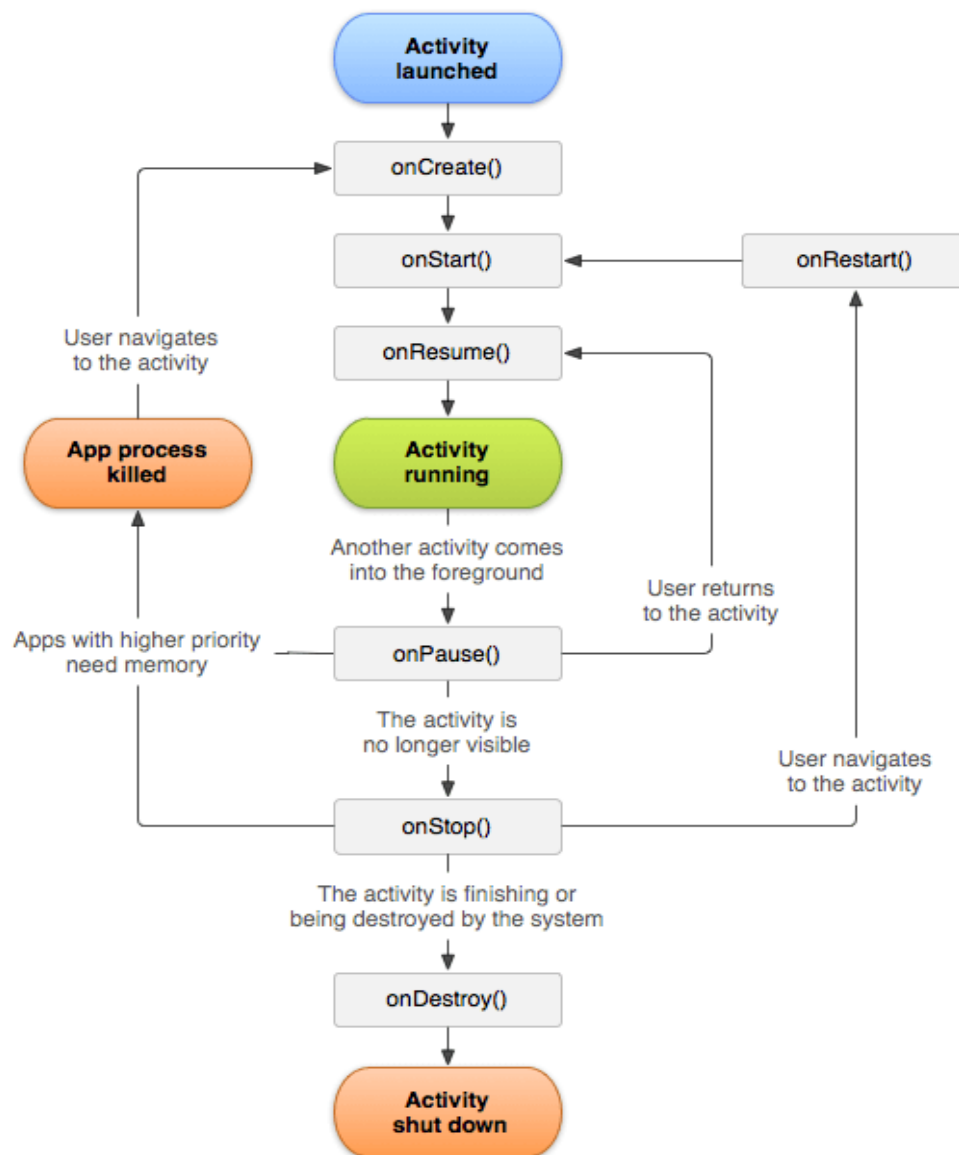 Activity
launched
onCreate()
onStart()
onRestart()
User navigates
to the activity
onResume()
App process
killed
Activity
running
Another activity comes
into the foreground
User returns
to the activity
Apps with higher priority
need memory
onPause()
The activity is
no longer visible
User navigates
to the activity
onStop()
The activity is finishing or
being destroyed by the system
onDestroy()
Activity
shut down